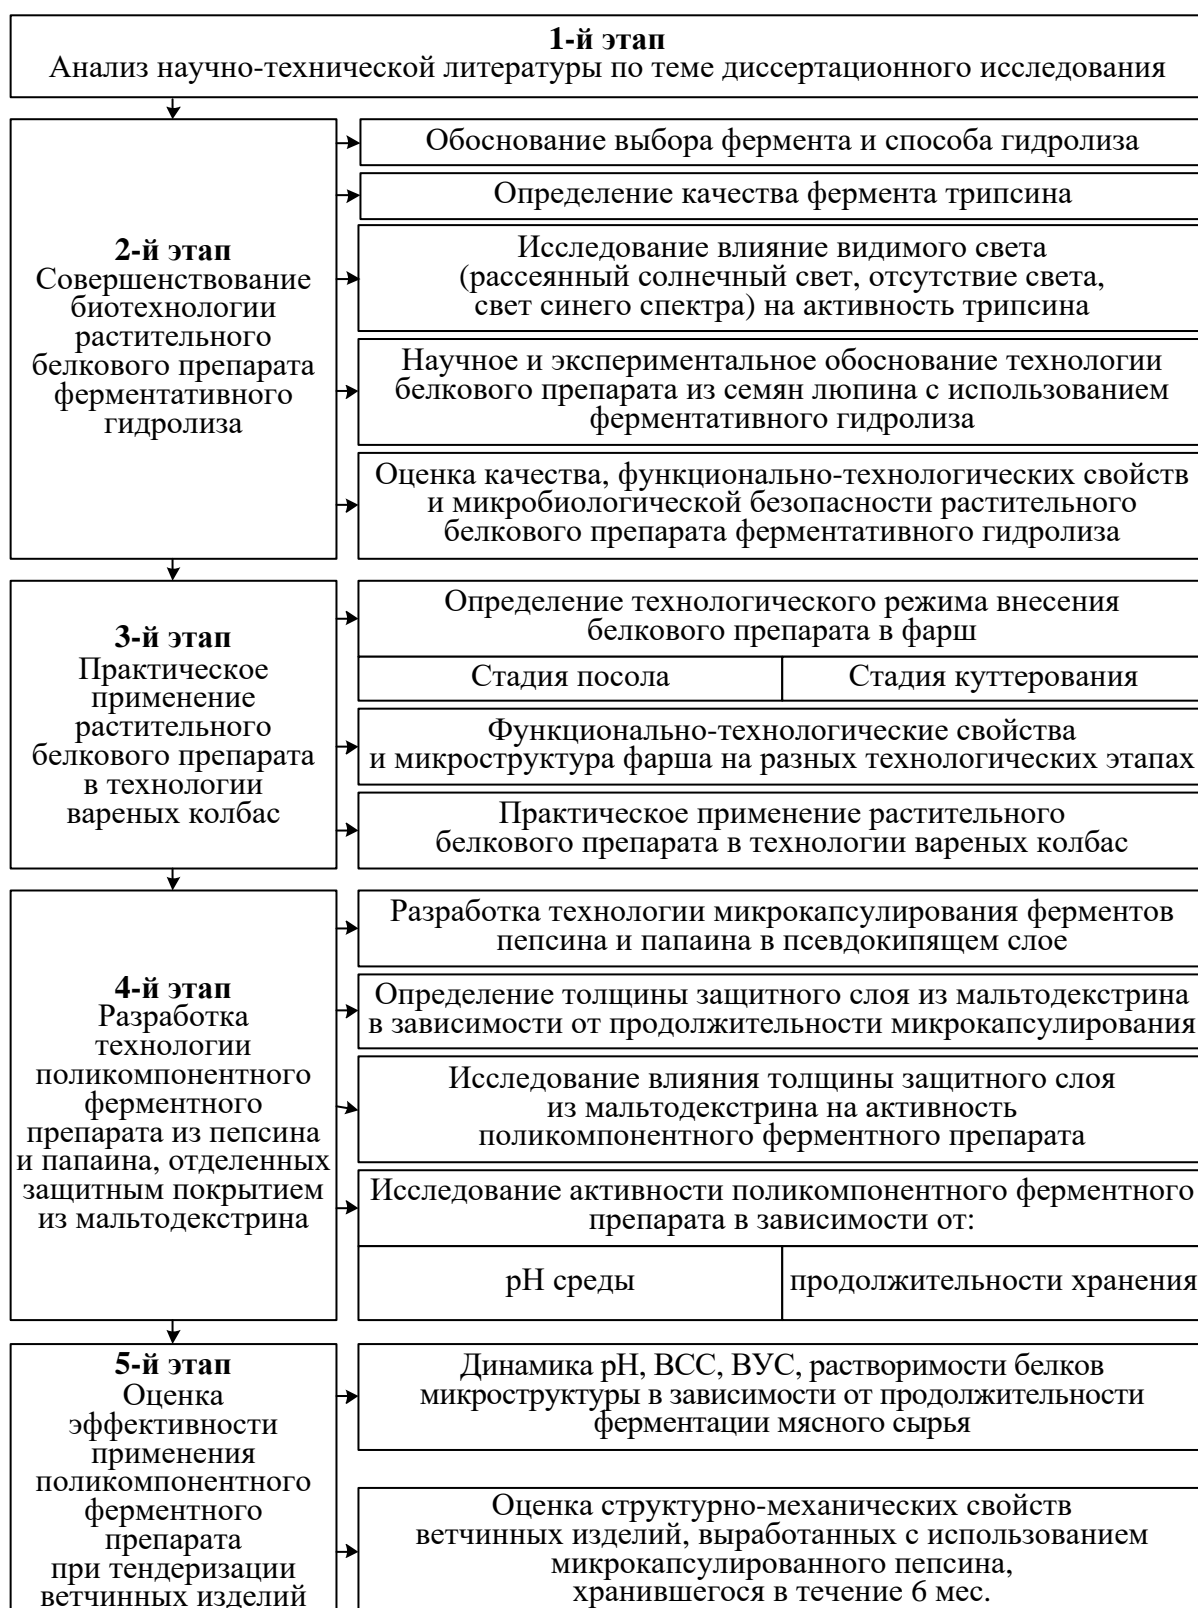 1-й этап
Анализ научно-технической литературы по теме диссертационного исследования
2-й этап
Совершенствование
биотехнологии
растительного
белкового препарата
ферментативного
гидролиза
Обоснование выбора фермента и способа гидролиза
Определение качества фермента трипсина
Исследование влияние видимого света
(рассеянный солнечный свет, отсутствие света,
свет синего спектра) на активность трипсина
Научное и экспериментальное обоснование технологии
белкового препарата из семян люпина с использованием
ферментативного гидролиза
Оценка качества, функционально-технологических свойств
и микробиологической безопасности растительного
белкового препарата ферментативного гидролиза
3-й этап
Практическое
применение
растительного
белкового препарата
в технологии
вареных колбас
Определение технологического режима внесения
белкового препарата в фарш
Стадия посола
Стадия куттерования
Функционально-технологические свойства
и микроструктура фарша на разных технологических этапах
Практическое применение растительного
белкового препарата в технологии вареных колбас
4-й этап
Разработка
технологии
поликомпонентного
ферментного
препарата из пепсина
и папаина, отделенных
защитным покрытием
из мальтодекстрина
Разработка технологии микрокапсулирования ферментов
пепсина и папаина в псевдокипящем слое
Определение толщины защитного слоя из мальтодекстрина
в зависимости от продолжительности микрокапсулирования
Исследование влияния толщины защитного слоя
из мальтодекстрина на активность
поликомпонентного ферментного препарата
Исследование активности поликомпонентного ферментного
препарата в зависимости от:
pH среды
продолжительности хранения
5-й этап
Оценка
эффективности
применения
поликомпонентного
ферментного
препарата
при тендеризации
ветчинных изделий
Динамика pH, ВСС, ВУС, растворимости белков
микроструктуры в зависимости от продолжительности
ферментации мясного сырья
Оценка структурно-механических свойств
ветчинных изделий, выработанных с использованием
микрокапсулированного пепсина,
хранившегося в течение 6 мес.